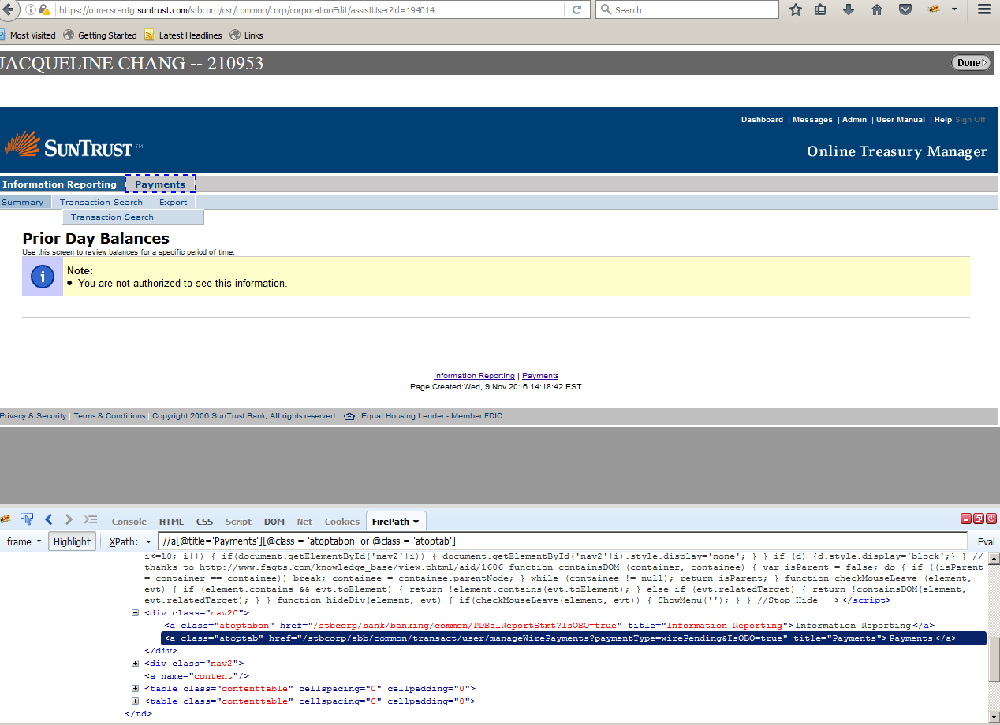 https://otm-csr-intg.suntrust.com/stbcorp/csr/common/corp/corporationEdit/assistUser?id=194014
Search
Most Visited Getting Started Latest Headlines Links
JACQUELINE CHANG -- 210953
Done
Dashboard | Messages | Admin | User Manual | Help Sign Off
SUNTRUST SM
Online Treasury Manager
Information Reporting Payments
Summary Transaction Search Export
Transaction Search
Prior Day Balances
Use this screen to review balances for a specific period of time.
Note:
• You are not authorized to see this information.
Information Reporting | Payments
Page Created:Wed, 9 Nov 2016 14:18:42 EST
Privacy & Security | Terms & Conditions | Copyright 2006 SunTrust Bank, All rights reserved. Equal Housing Lender - Member FDIC
Console HTML CSS Script DOM Net Cookies FirePath
frame Highlight XPath: //a[@title='Payments'][@class = 'atoptabon' or @class = 'atoptab'] Eval
i<=10; i++) { if(document.getElementById('nav2'+i)) { document.getElementById('nav2'+i).style.display='none'; } } if (d) {d.style.display='block';} } //
thanks to http://www.faqts.com/knowledge_base/view.phtml/aid/1606 function containsDOM (container, containee) { var isParent = false; do { if ((isParent
= container == containee)) break; containee = containee.parentNode; } while (containee != null); return isParent; } function checkMouseLeave (element,
evt) { if (element.contains && evt.toElement) { return !element.contains(evt.toElement); } else if (evt.relatedTarget) { return !containsDOM(element,
evt.relatedTarget); } } function hideDiv(element, evt) { if(checkMouseLeave(element, evt)) { ShowMenu(''); } } //Stop Hide --></script>
<div class="nav20">
<a class="atoptabon" href="/stbcorp/bank/banking/common/PDBalReportStmt?IsOBO=true" title="Information Reporting">Information Reporting</a>
<a class="atoptab" href="/stbcorp/sbb/common/transact/user/manageWirePayments?paymentType=wirePending&IsOBO=true" title="Payments">Payments</a>
</div>
<div class="nav2">
<a name="content"/>
<table class="contenttable" cellspacing="0" cellpadding="0">
<table class="contenttable" cellspacing="0" cellpadding="0">
</td>